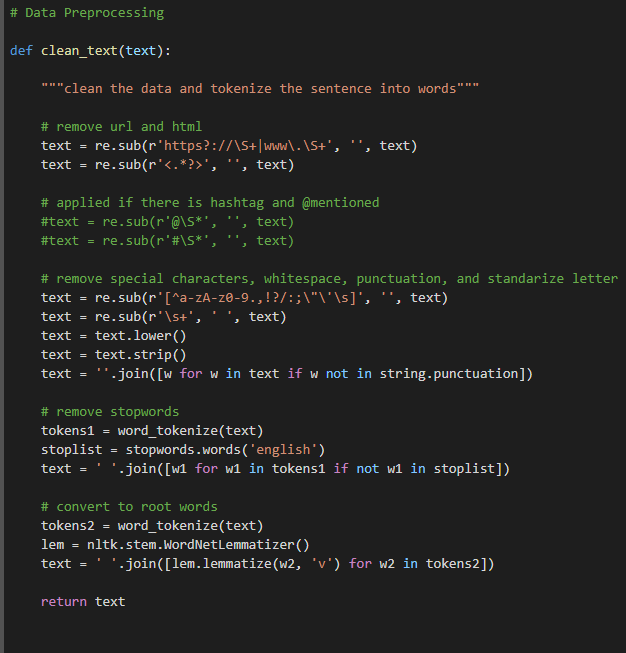 # Data Preprocessing
def clean_text(text):
"""clean the data and tokenize the sentence into words"""
# remove url and html
text = re.sub(r'https?://\S+|www\.\S+', '', text)
text = re.sub(r'<.*?>', '', text)
# applied if there is hashtag and @mentioned
#text = re.sub(r'@\S*', '', text)
#text = re.sub(r'#\S*', '', text)
# remove special characters, whitespace, punctuation, and standarize letter
text = re.sub(r'[^a-zA-z0-9.,!?/:;\"\'\s]', '', text)
text = re.sub(r'\s+', ' ', text)
text = text.lower()
text = text.strip()
text = ''.join([w for w in text if w not in string.punctuation])
# remove stopwords
tokens1 = word_tokenize(text)
stoplist = stopwords.words('english')
text = ' '.join([w1 for w1 in tokens1 if not w1 in stoplist])
# convert to root words
tokens2 = word_tokenize(text)
lem = nltk.stem.WordNetLemmatizer()
text = ' '.join([lem.lemmatize(w2, 'v') for w2 in tokens2])
return text